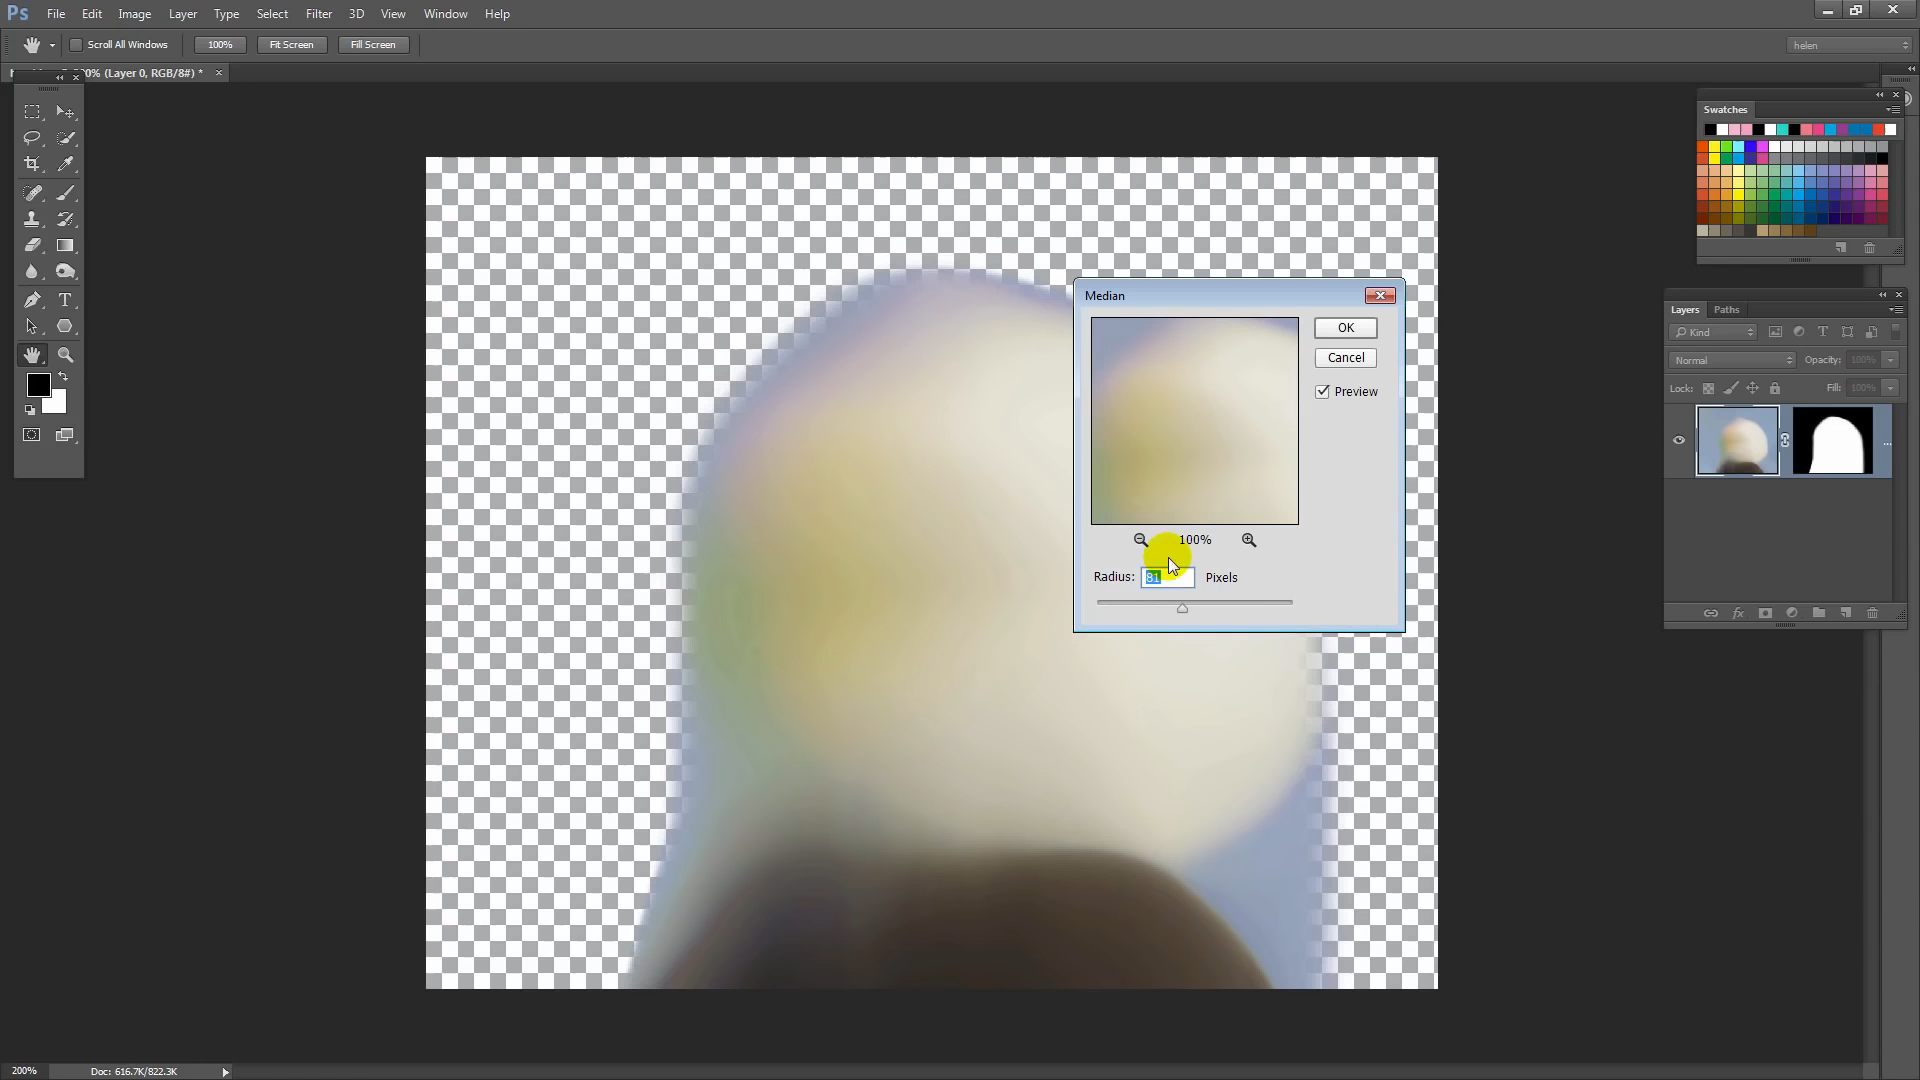 Ps File Edit Image Layer Type Select Filter 3D View Window Help
Scroll All Windows 100% Fit Screen Fill Screen helen
0% (Layer 0, RGB/8#) *
Swatches
Median
OK
Cancel
Preview
100%
Radius: 81 Pixels
Layers Paths
Kind
Normal Opacity: 100%
Lock: Fill: 100%
200% Doc: 616.7K/822.3K